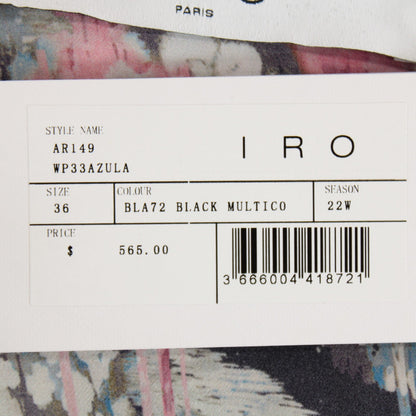 PARIS
STYLE NAME
AR149
WP33AZULA
IRO
SIZE
36
COLOUR
BLA72 BLACK MULTICO
SEASON
22W
PRICE
$ 565.00
3 666004 418721